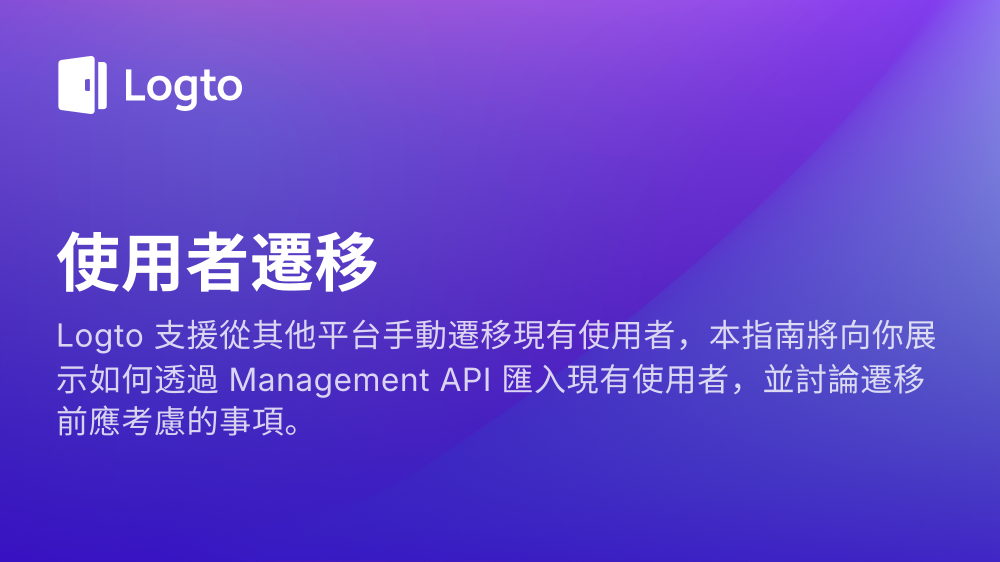 Logto
使用者遷移
Logto 支援從其他平台手動遷移現有使用者，本指南將向你展
示如何透過 Management API 匯入現有使用者，並討論遷移
前應考慮的事項。